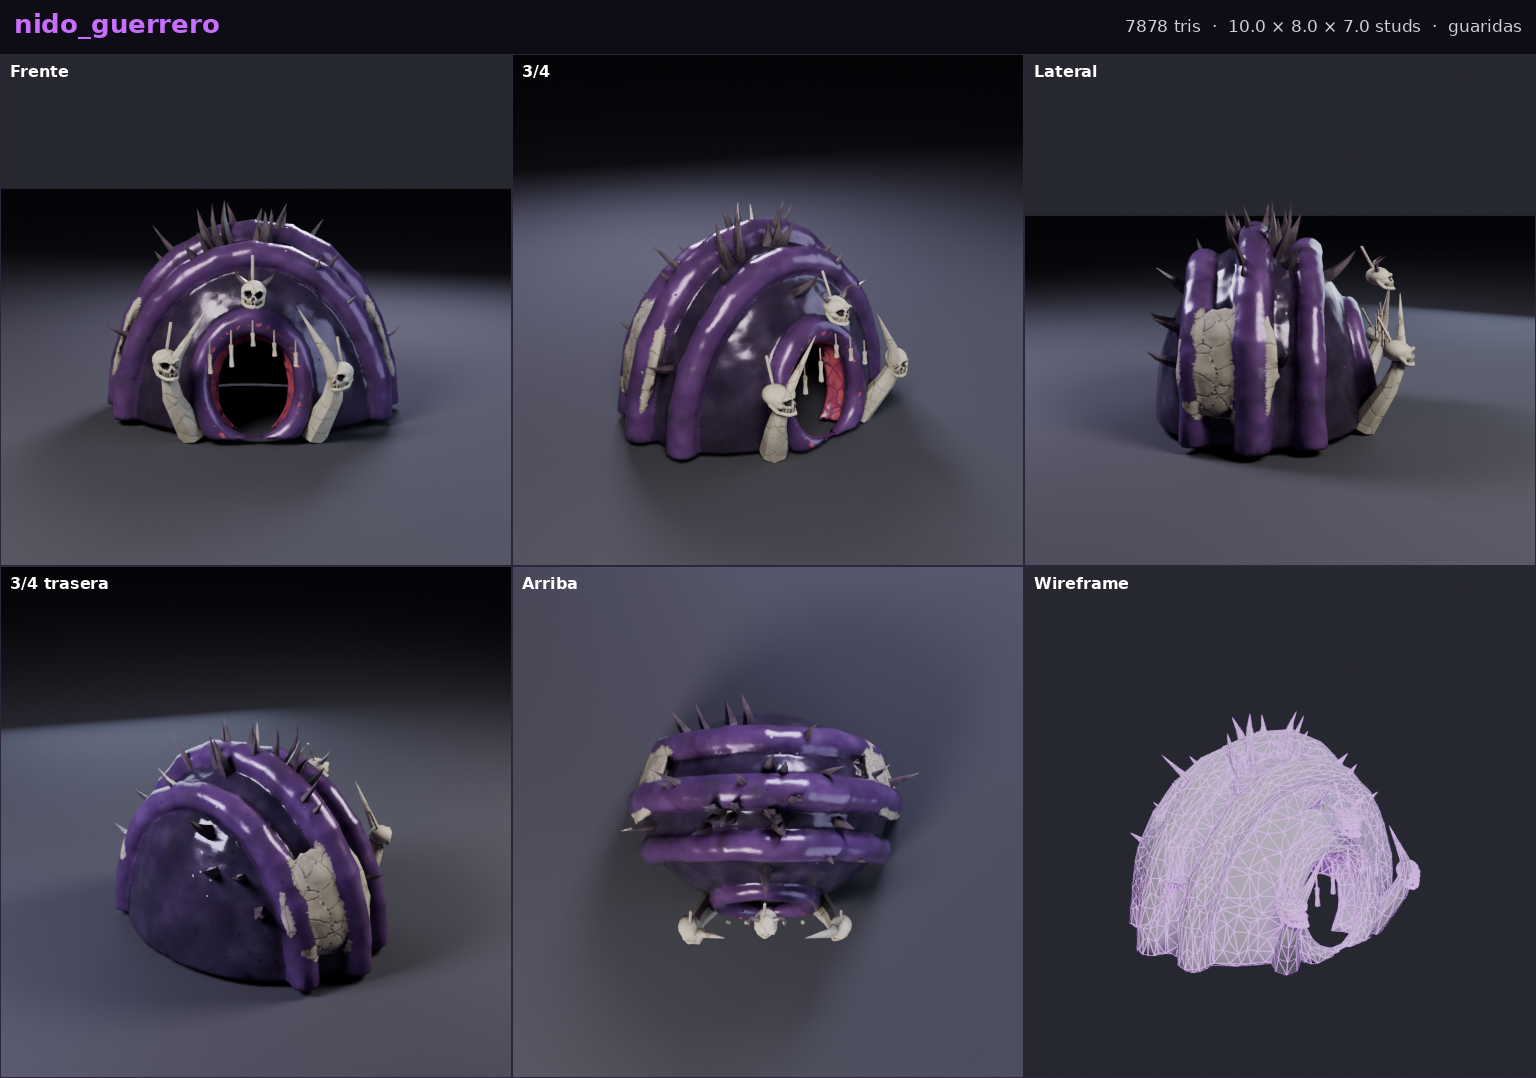 nido_guerrero
7878 tris · 10.0 × 8.0 × 7.0 studs · guaridas
Frente
3/4
Lateral
3/4 trasera
Arriba
Wireframe